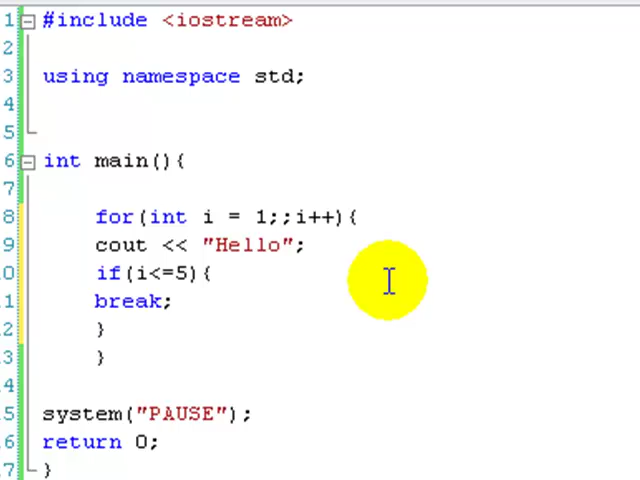 1 #include <iostream>
2
3 using namespace std;
4
5
6 int main(){
7
8 for(int i = 1;;i++){
9 cout << "Hello";
0 if(i<=5){
1 break;
2 }
3 }
4
5 system("PAUSE");
6 return 0;
7 }